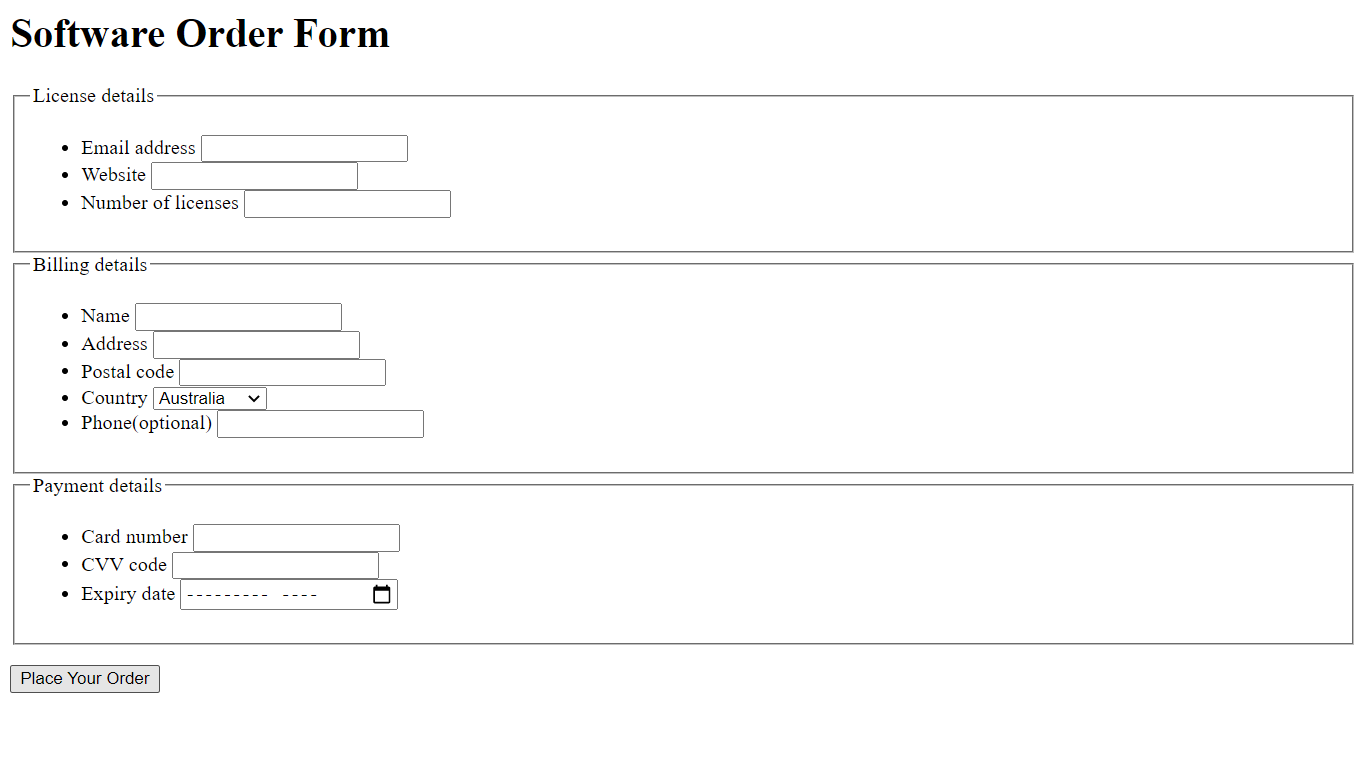 Software Order Form
License details
Email address
Website
Number of licenses
Billing details
Name
Address
Postal code
Country Australia
Phone(optional)
Payment details
Card number
CVV code
Expiry date --------- ----
Place Your Order